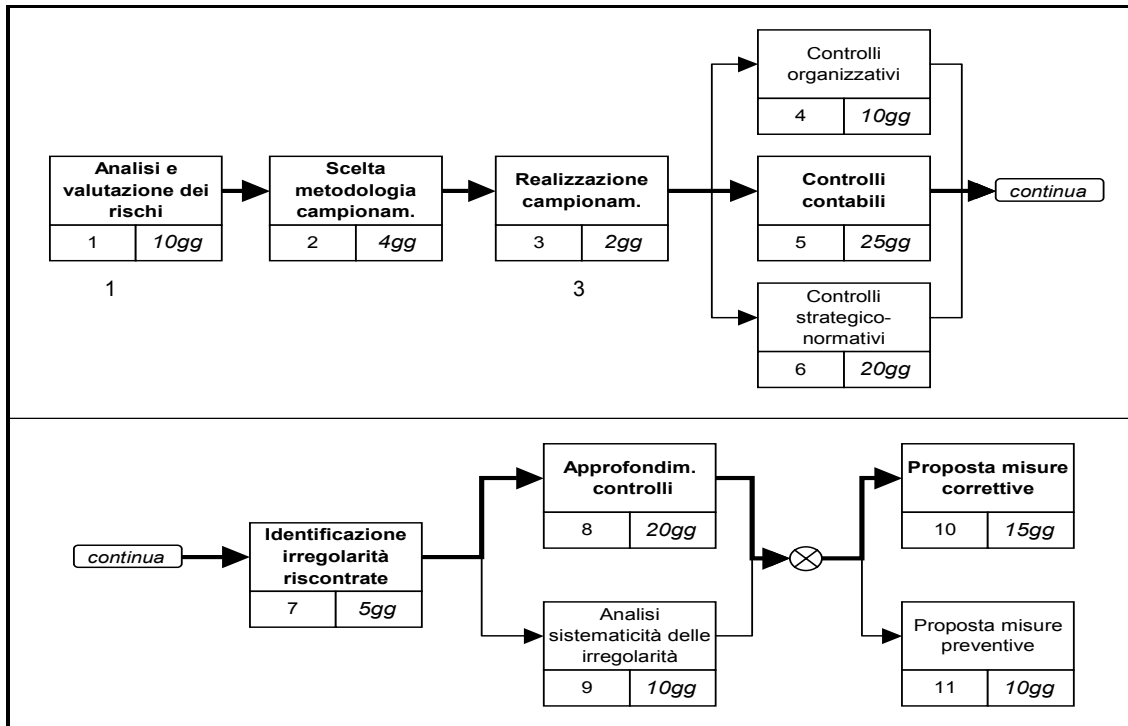 Analisi e
valutazione dei
rischi
1 10gg
1
Scelta
metodologia
campionam.
2 4gg
Realizzazione
campionam.
3 2gg
3
Controlli
organizzativi
4 10gg
Controlli
contabili
5 25gg
Controlli
strategico-
normativi
6 20gg
continua
continua
Identificazione
irregolarità
riscontrate
7 5gg
Approfondim.
controlli
8 20gg
Analisi
sistematicità delle
irregolarità
9 10gg
Proposta misure
correttive
10 15gg
Proposta misure
preventive
11 10gg